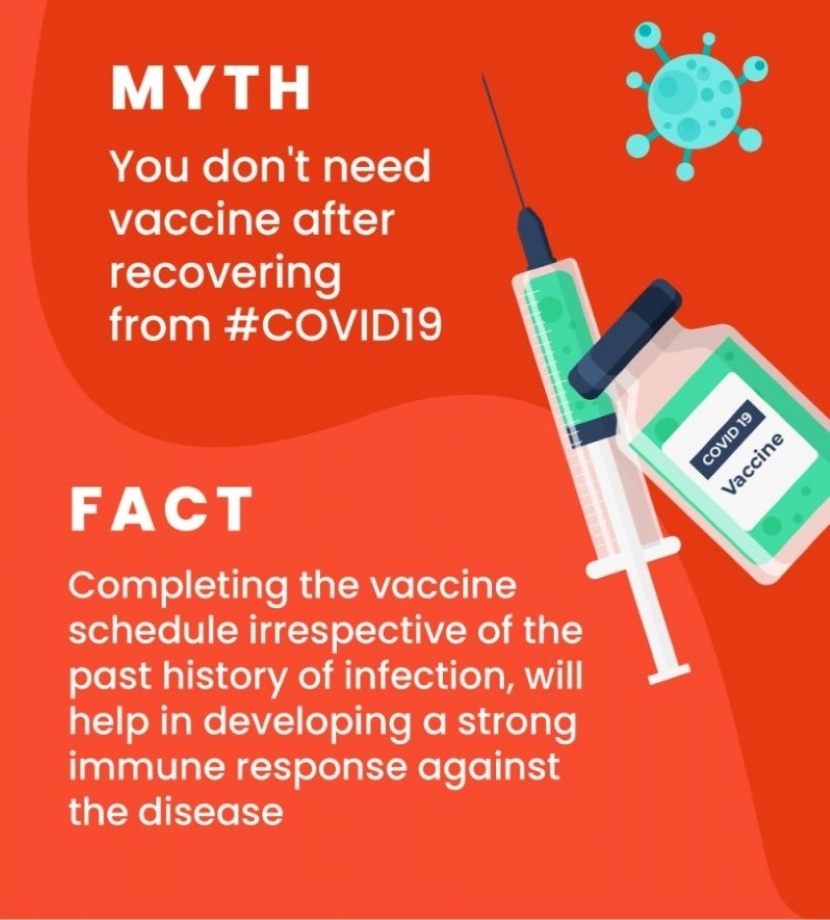 MYTH
You don't need
vaccine after
recovering
from #COVID19
COVID 19
Vaccine
FACT
Completing the vaccine
schedule irrespective of the
past history of infection, will
help in developing a strong
immune response against
the disease